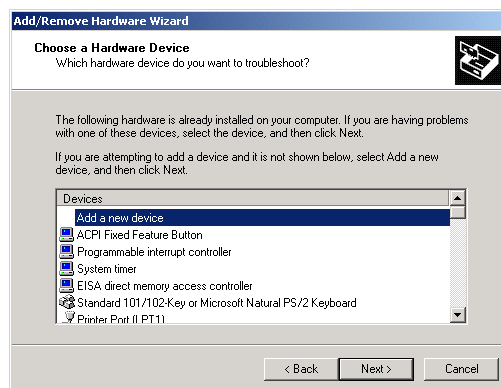 Add/Remove Hardware Wizard
Choose a Hardware Device
Which hardware device do you want to troubleshoot?
The following hardware is already installed on your computer. If you are having problems
with one of these devices, select the device, and then click Next.
If you are attempting to add a device and it is not shown below, select Add a new
device, and then click Next.
Devices
Add a new device
ACPI Fixed Feature Button
Programmable interrupt controller
System timer
EISA direct memory access controller
Standard 101/102-Key or Microsoft Natural PS/2 Keyboard
Printer Port (LPT1)
< Back
Next >
Cancel